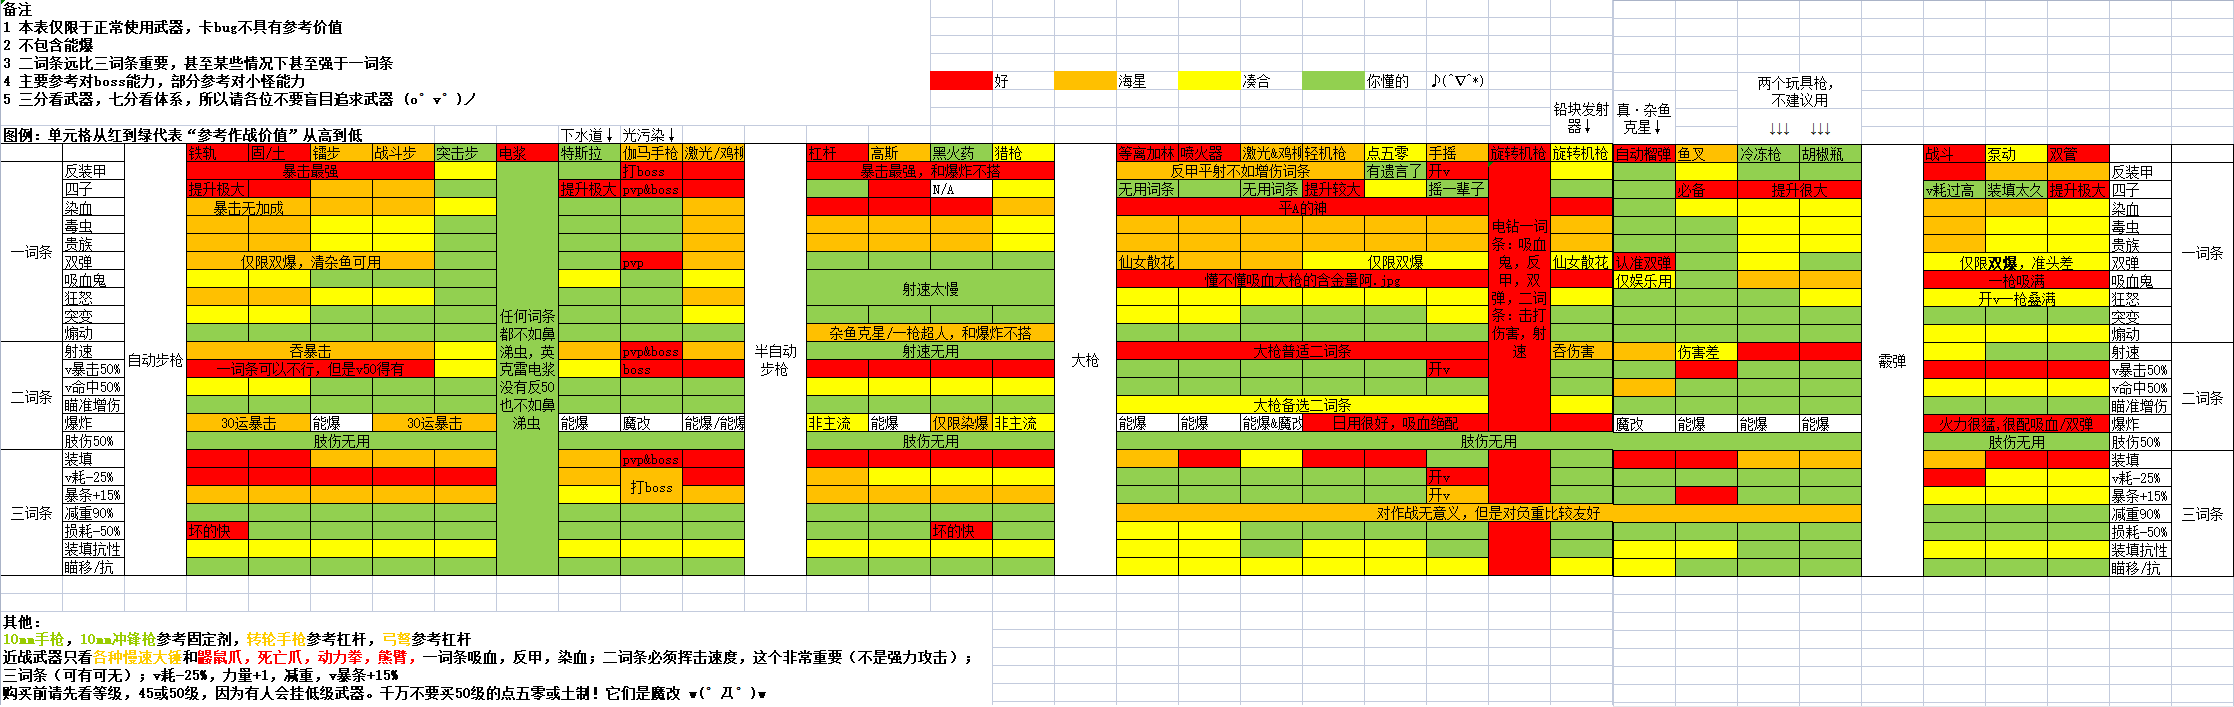 备注
1 本表仅限于正常使用武器，卡bug不具有参考价值
2 不包含能爆
3 二词条远比三词条重要，甚至某些情况下甚至强于一词条
4 主要参考对boss能力，部分参考对小怪能力
5 三分看武器，七分看体系，所以请各位不要盲目追求武器 (o゜▽゜)ノ
好 海星 凑合 你懂的 ♪(^∇^*)
两个玩具枪，
不建议用
↓↓↓ ↓↓↓
铅块发射
器↓
真·杂鱼
克星↓
图例：单元格从红到绿代表“参考作战价值”从高到低
下水道↓ 光污染↓
铁轨 固/土 镭步 战斗步 突击步 电浆 特斯拉 伽马手枪 激光/鸡相 杠杆 高斯 黑火药 猎枪 等离加林 喷火器 激光&鸡相 轻机枪 点五零 手摇 旋转机枪 旋转机枪 自动榴弹 鱼叉 冷冻枪 胡椒瓶 战斗 泵动 双管
反装甲 暴击最强 打boss 暴击最强，和爆炸不搭 反甲平射不如增伤词条 有遗言了 开v 反装甲
四子 提升极大 提升极大 pvp&boss N/A 无用词条 无用词条 提升较大 摇一辈子 必备 提升很大 v耗过高 装填太久 提升极大 四子
染血 暴击无加成 平A的神 染血
毒虫 毒虫
贵族 贵族
一词条 一词条
双弹 仅限双爆，清杂鱼可用 pvp 仙女散花 仅限双爆 仙女散花 认准双弹 仅限双爆，准头差 双弹
吸血鬼 懂不懂吸血大枪的含金量阿.jpg 仅娱乐用 一枪吸满 吸血鬼
射速太慢
狂怒 开v一枪叠满 狂怒
突变 突变
煽动 杂鱼克星/一枪超人，和爆炸不搭 煽动
电钻一词
条：吸血
鬼，反
甲，双
弹，二词
条：击打
伤害，射
速
任何词条
都不如鼻
涕虫，英
克雷电浆
没有反50
也不如鼻
涕虫
自动步枪
半自动
步枪
大枪
霰弹
射速 吞暴击 pvp&boss 射速无用 大枪普适二词条 吞伤害 伤害差 射速
v暴击50% 一词条可以不行，但是v50得有 boss 开v v暴击50%
v命中50% v命中50%
二词条 二词条
瞄准增伤 大枪备选二词条 瞄准增伤
爆炸 30运暴击 能爆 30运暴击 能爆 魔改 能爆/能爆 非主流 能爆 仅限染爆 非主流 能爆 能爆 能爆&魔改 日用很好，吸血绝配 魔改 能爆 能爆 能爆 火力很猛,很配吸血/双弹 爆炸
肢伤50% 肢伤无用 肢伤无用 肢伤无用 肢伤无用 肢伤50%
装填 pvp&boss 装填
v耗-25% 开v v耗-25%
打boss
暴条+15% 开v 暴条+15%
三词条 减重90% 对作战无意义，但是对负重比较友好 减重90% 三词条
损耗-50% 坏的快 坏的快 损耗-50%
装填抗性 装填抗性
瞄移/抗 瞄移/抗
其他：
10mm手枪，10mm冲锋枪参考固定剂，转轮手枪参考杠杆，弓弩参考杠杆
近战武器只看各种慢速大锤和鼹鼠爪，死亡爪，动力拳，熊臂，一词条吸血，反甲，染血；二词条必须挥击速度，这个非常重要（不是强力攻击）；
三词条（可有可无）；v耗-25%，力量+1，减重，v暴条+15%
购买前请先看等级，45或50级，因为有人会挂低级武器。千万不要买50级的点五零或土制！它们是魔改 w(゜Д゜)w